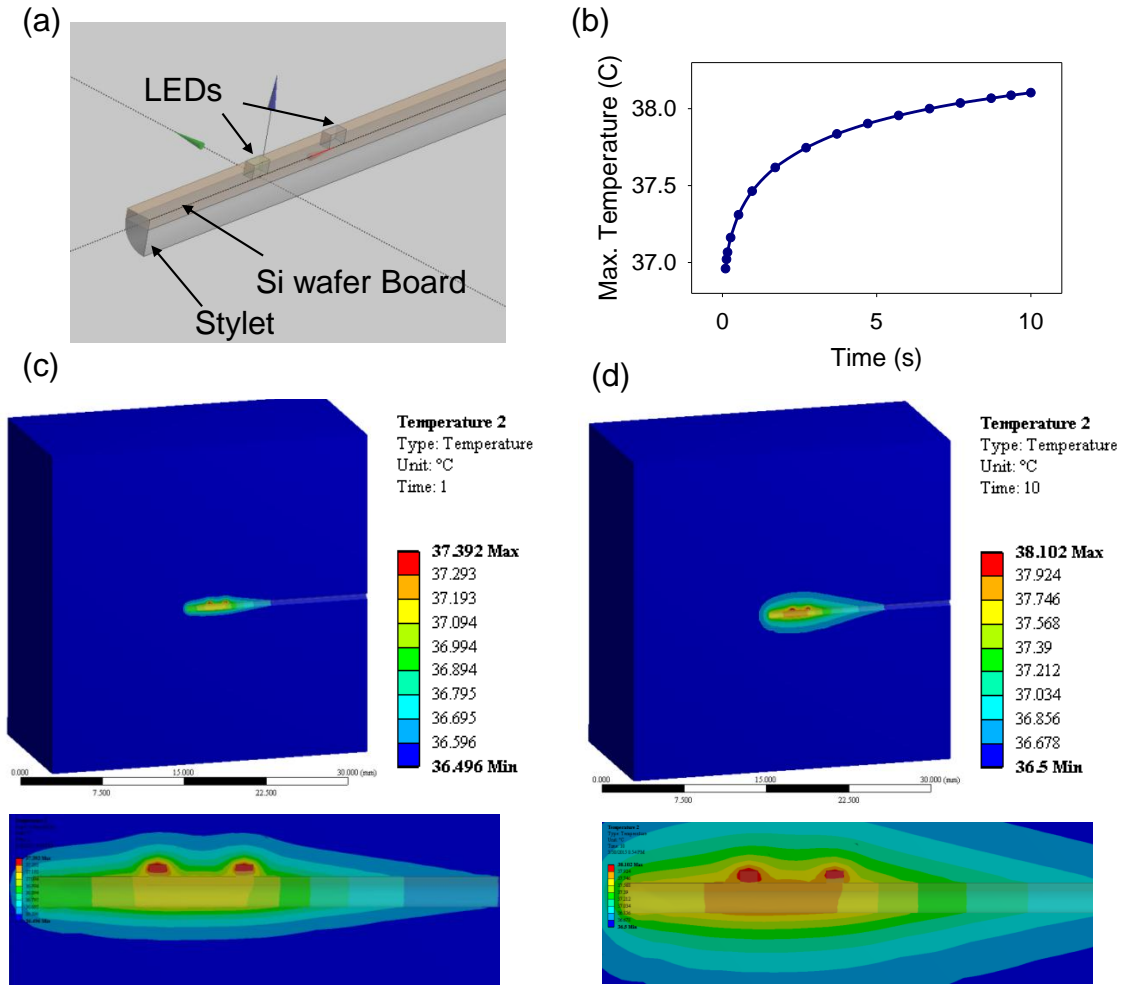 (a)
LEDs
Si wafer Board
Stylet
(b)
Max. Temperature (C)
38.0
37.5
37.0
0 5 10
Time (s)
(c)
Temperature 2
Type: Temperature
Unit: °C
Time: 1
37.392 Max
37.293
37.193
37.094
36.994
36.894
36.795
36.695
36.596
36.496 Min
0.000 15.000 30.000 (mm)
7.500 22.500
(d)
Temperature 2
Type: Temperature
Unit: °C
Time: 10
38.102 Max
37.924
37.746
37.568
37.39
37.212
37.034
36.856
36.678
36.5 Min
0.000 15.000 30.000 (mm)
7.500 22.500